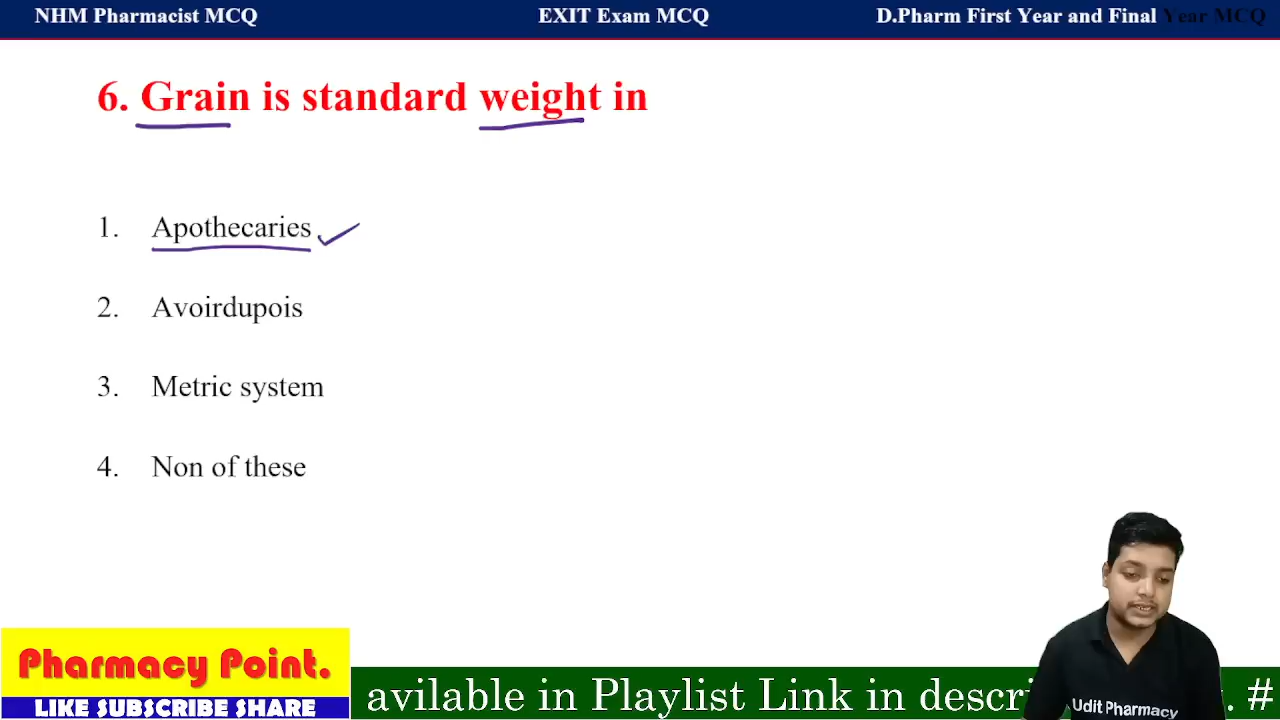 NHM Pharmacist MCQ EXIT Exam MCQ D.Pharm First Year and Final Year MCQ
6. Grain is standard weight in
1. Apothecaries
2. Avoirdupois
3. Metric system
4. Non of these
Pharmacy Point.
LIKE SUBSCRIBE SHARE
avilable in Playlist Link in descri . #
Udit Pharmacy